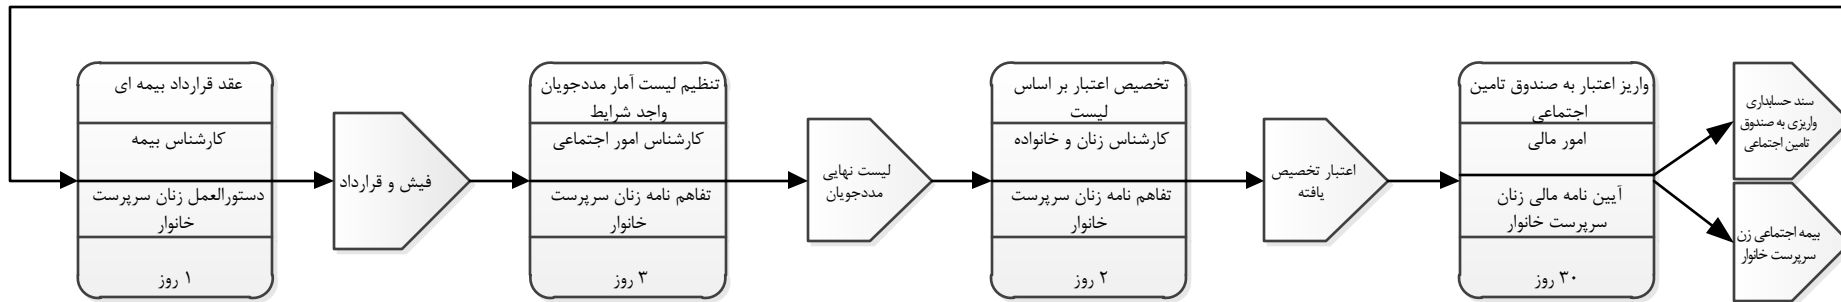 عقد قرارداد بیمه ای
کارشناس بیمه
دستورالعمل زنان سرپرست
خانوار
۱ روز
فیش و قرارداد
تنظیم لیست آمار مددجویان
واجد شرایط
کارشناس امور اجتماعی
تفاهم نامه زنان سرپرست
خانوار
۳ روز
لیست نهایی
مددجویان
تخصیص اعتبار بر اساس
لیست
کارشناس زنان و خانواده
تفاهم نامه زنان سرپرست
خانوار
۲ روز
اعتبار تخصیص
یافته
واریز اعتبار به صندوق تامین
اجتماعی
امور مالی
آیین نامه مالی زنان
سرپرست خانوار
۳۰ روز
سند حسابداری
واریزی به صندوق
تامین اجتماعی
بیمه اجتماعی زن
سرپرست خانوار